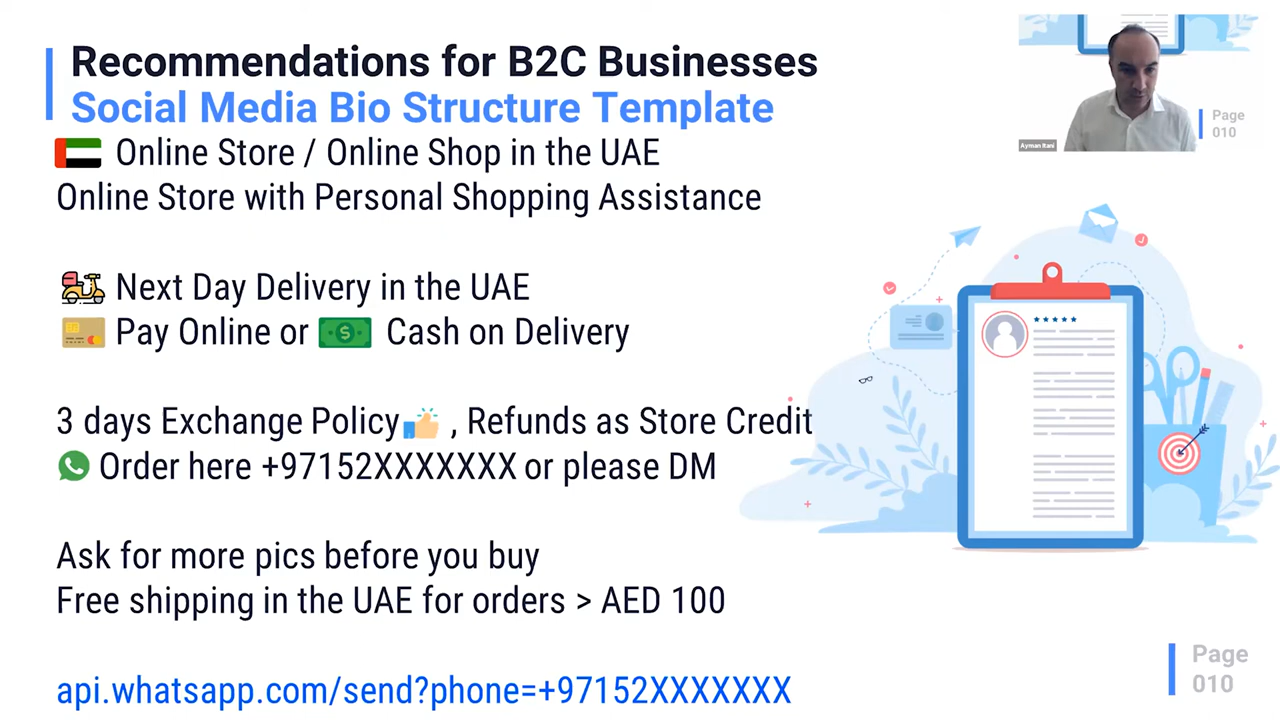 Recommendations for B2C Businesses
Social Media Bio Structure Template
Online Store / Online Shop in the UAE
Online Store with Personal Shopping Assistance
Next Day Delivery in the UAE
Pay Online or Cash on Delivery
3 days Exchange Policy , Refunds as Store Credit
Order here +97152XXXXXXX or please DM
Ask for more pics before you buy
Free shipping in the UAE for orders > AED 100
api.whatsapp.com/send?phone=+97152XXXXXXX
Page
010
Ayman Itani
Page
010